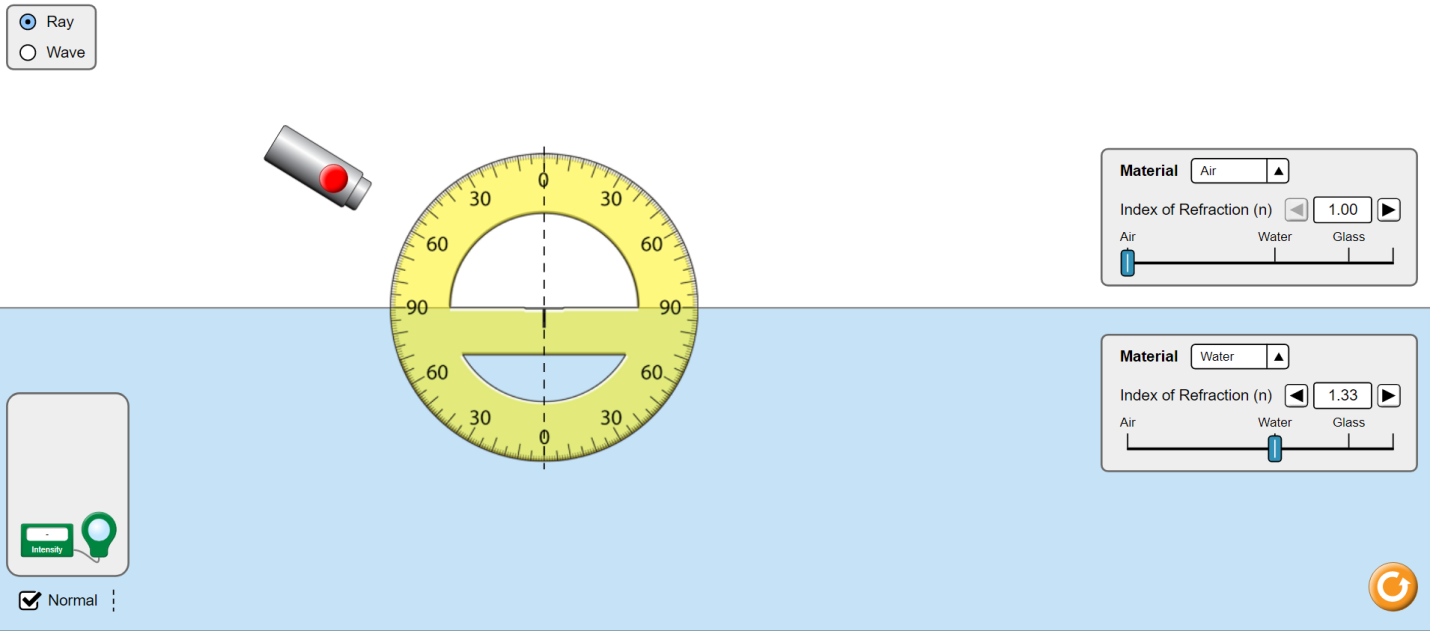 Ray
Wave
0
30 30
60 60
90 90
60 60
30 30
0
Material Air
Index of Refraction (n) 1.00
Air Water Glass
Material Water
Index of Refraction (n) 1.33
Air Water Glass
-
Intensity
Normal